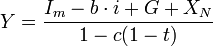 Y = \frac{I_m - b \cdot i + G + X_N}{1 - c(1 - t)}